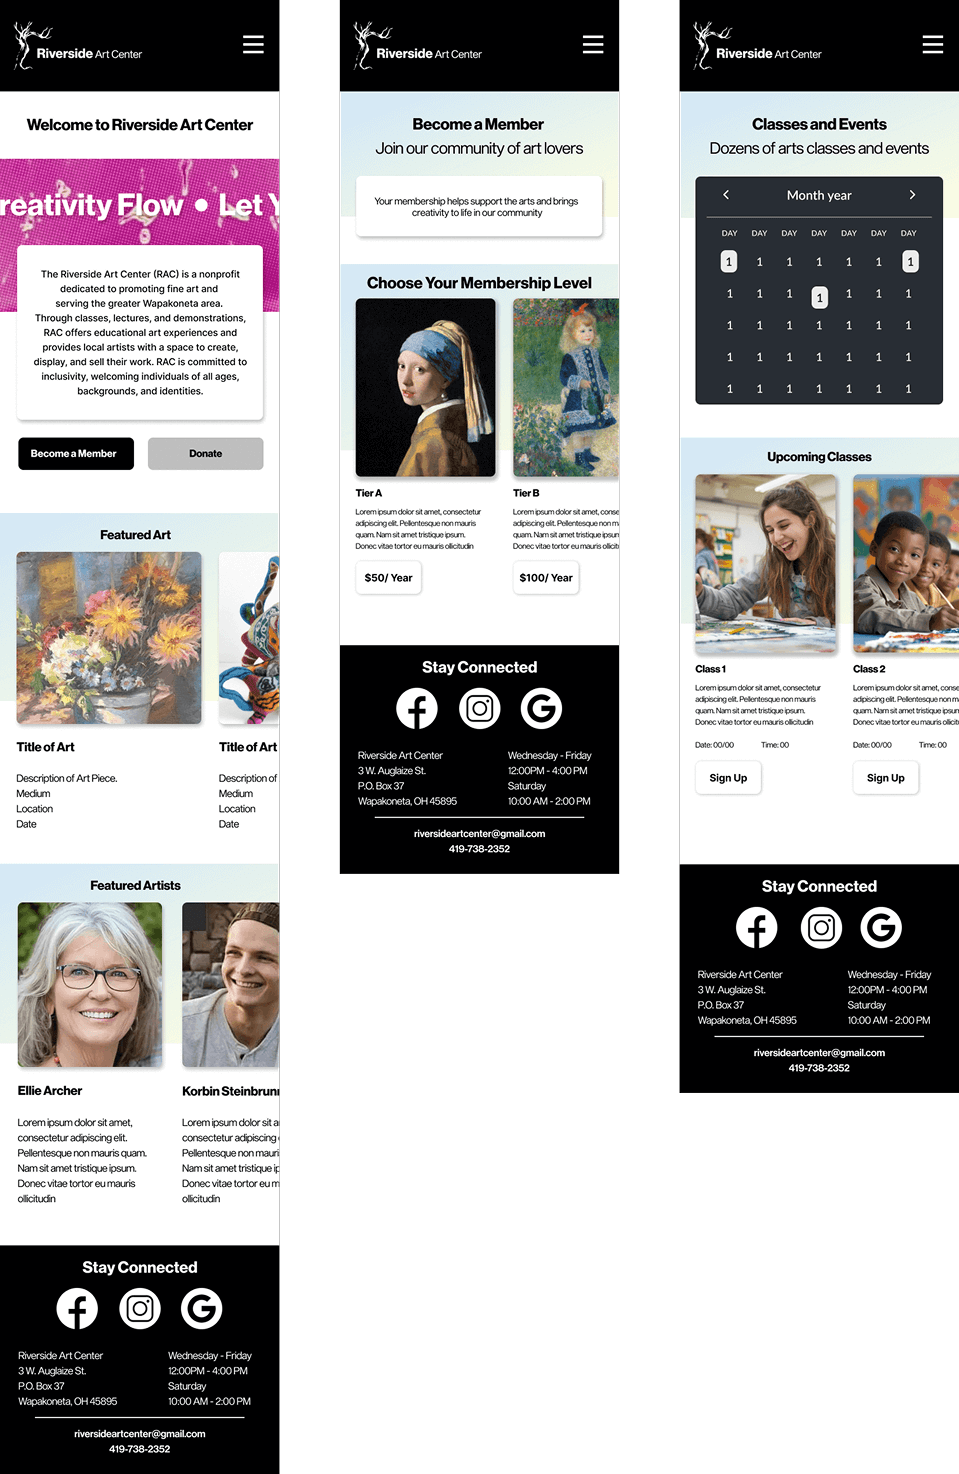 Riverside Art Center
Welcome to Riverside Art Center
reativity Flow • Let Y
The Riverside Art Center (RAC) is a nonprofit
dedicated to promoting fine art and
serving the greater Wapakoneta area.
Through classes, lectures, and demonstrations,
RAC offers educational art experiences and
provides local artists with a space to create,
display, and sell their work. RAC is committed to
inclusivity, welcoming individuals of all ages,
backgrounds, and identities.
Become a Member
Donate
Featured Art
Title of Art
Description of Art Piece.
Medium
Location
Date
Title of Art
Description of
Medium
Location
Date
Featured Artists
Ellie Archer
Lorem ipsum dolor sit amet,
consectetur adipiscing elit.
Pellentesque non mauris quam.
Nam sit amet tristique ipsum.
Donec vitae tortor eu mauris
ollicitudin
Korbin Steinbrun
Lorem ipsum dolor sit a
consectetur adipiscing
Pellentesque non mauri
Nam sit amet tristique ip
Donec vitae tortor eu m
ollicitudin
Stay Connected
Riverside Art Center
3 W. Auglaize St.
P.O. Box 37
Wapakoneta, OH 45895
Wednesday - Friday
12:00PM - 4:00 PM
Saturday
10:00 AM - 2:00 PM
riversideartcenter@gmail.com
419-738-2352
Riverside Art Center
Become a Member
Join our community of art lovers
Your membership helps support the arts and brings
creativity to life in our community
Choose Your Membership Level
Tier A
Lorem ipsum dolor sit amet, consectetur
adipiscing elit. Pellentesque non mauris
quam. Nam sit amet tristique ipsum.
Donec vitae tortor eu mauris ollicitudin
$50/ Year
Tier B
Lorem ipsum dolor sit amet, con
adipiscing elit. Pellentesque non m
quam. Nam sit amet tristique ipsum.
Donec vitae tortor eu mauris ollicit
$100/ Year
Stay Connected
Riverside Art Center
3 W. Auglaize St.
P.O. Box 37
Wapakoneta, OH 45895
Wednesday - Friday
12:00PM - 4:00 PM
Saturday
10:00 AM - 2:00 PM
riversideartcenter@gmail.com
419-738-2352
Riverside Art Center
Classes and Events
Dozens of arts classes and events
Month year
DAY DAY DAY DAY DAY DAY DAY
1 1 1 1 1 1 1
1 1 1 1 1 1 1
1 1 1 1 1 1 1
1 1 1 1 1 1 1
1 1 1 1 1 1 1
Upcoming Classes
Class 1
Lorem ipsum dolor sit amet, consectetur
adipiscing elit. Pellentesque non mauris
quam. Nam sit amet tristique ipsum.
Donec vitae tortor eu mauris ollicitudin
Date: 00/00 Time: 00
Sign Up
Class 2
Lorem ipsum dolor sit amet, con
adipiscing elit. Pellentesque non
quam. Nam sit amet tristique ipsum.
Donec vitae tortor eu mauris ollicit
Date: 00/00 Time: 00
Sign Up
Stay Connected
Riverside Art Center
3 W. Auglaize St.
P.O. Box 37
Wapakoneta, OH 45895
Wednesday - Friday
12:00PM - 4:00 PM
Saturday
10:00 AM - 2:00 PM
riversideartcenter@gmail.com
419-738-2352